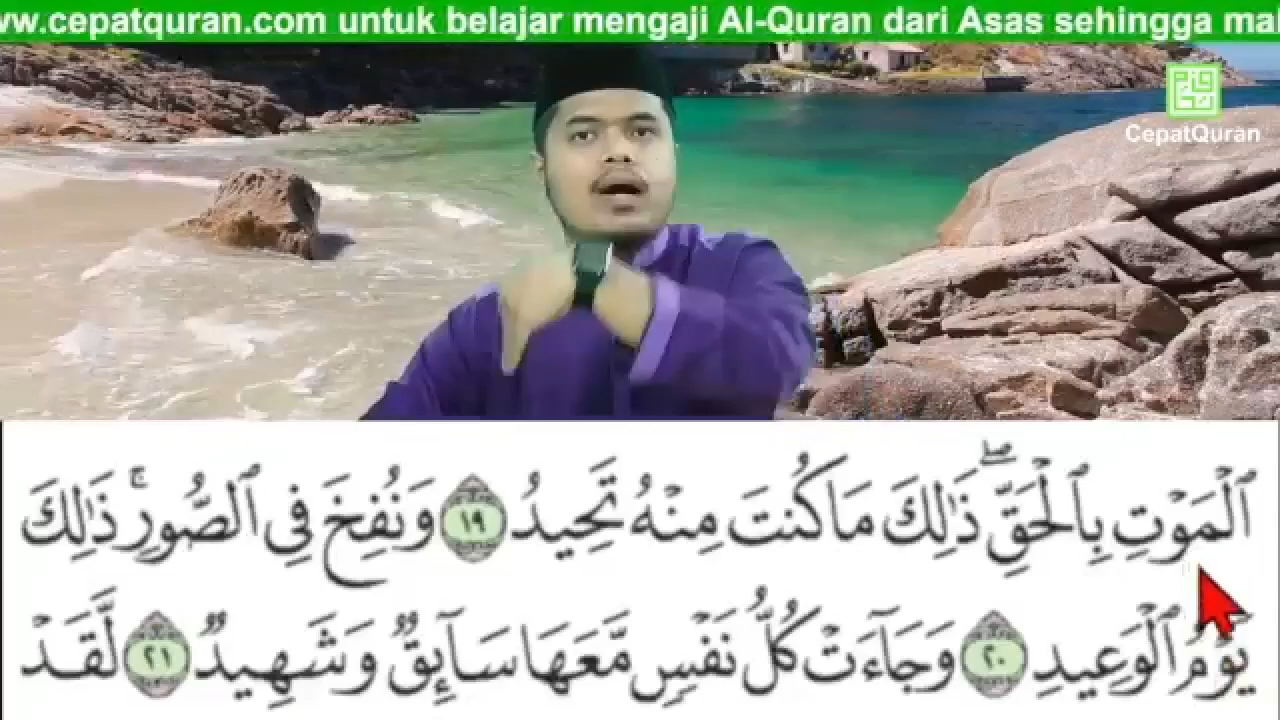 ww.cepatquran.com untuk belajar mengaji Al-Quran dari Asas sehingga mah
CepatQuran
ٱلۡمَوۡتِ بِٱلۡحَقِّۖ ذَٰلِكَ مَا كُنتَ مِنۡهُ تَحِيدُ ١٩ وَنُفِخَ فِي ٱلصُّورِۚ ذَٰلِكَ
يَوۡمُ ٱلۡوَعِيدِ ٢٠ وَجَآءَتۡ كُلُّ نَفۡسٖ مَّعَهَا سَآئِقٞ وَشَهِيدٞ ٢١ لَّقَدۡ